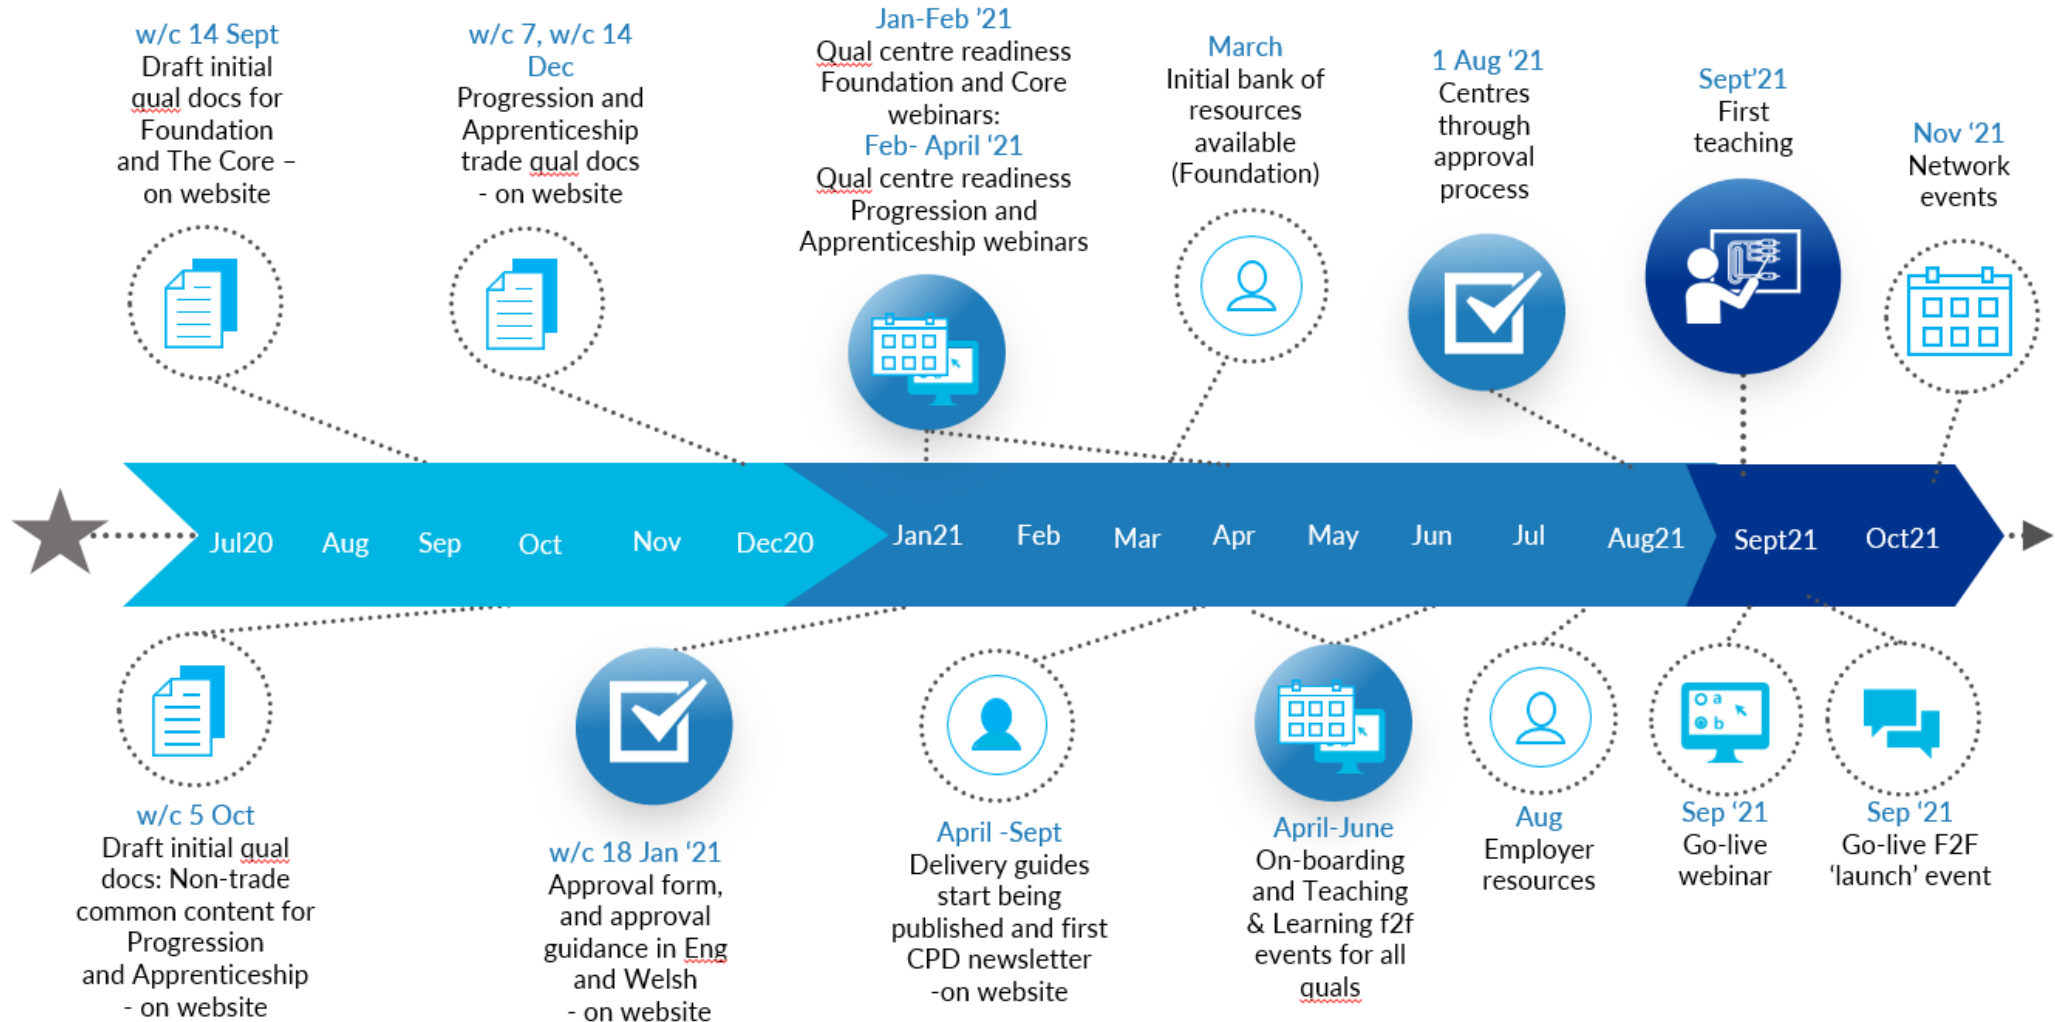 w/c 14 Sept
Draft initial
qual docs for
Foundation
and The Core –
on website
w/c 7, w/c 14
Dec
Progression and
Apprenticeship
trade qual docs
- on website
Jan-Feb ’21
Qual centre readiness
Foundation and Core
webinars:
Feb- April ‘21
Qual centre readiness
Progression and
Apprenticeship webinars
March
Initial bank of
resources
available
(Foundation)
1 Aug ‘21
Centres
through
approval
process
Sept’21
First
teaching
Nov ‘21
Network
events
Jul20
Aug
Sep
Oct
Nov
Dec20
Jan21
Feb
Mar
Apr
May
Jun
Jul
Aug21
Sept21
Oct21
w/c 5 Oct
Draft initial qual
docs: Non-trade
common content for
Progression
and Apprenticeship
- on website
w/c 18 Jan ‘21
Approval form,
and approval
guidance in Eng
and Welsh
- on website
April -Sept
Delivery guides
start being
published and first
CPD newsletter
-on website
April-June
On-boarding
and Teaching
& Learning f2f
events for all
quals
Aug
Employer
resources
a
b
Sep ‘21
Go-live
webinar
Sep ‘21
Go-live F2F
‘launch’ event